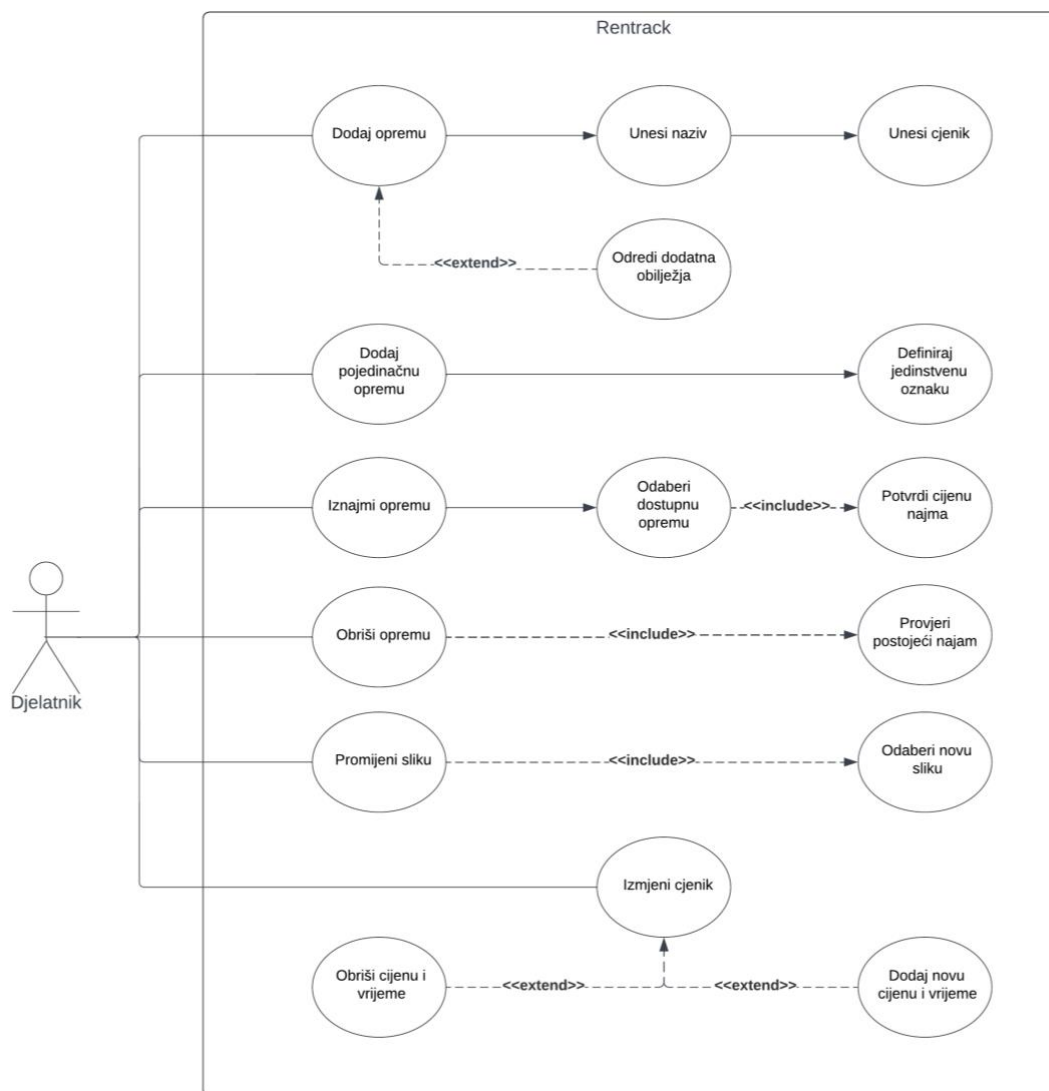 Rentrack
Dodaj opremu
Unesi naziv
Unesi cjenik
<<extend>>
Odredi dodatna
obilježja
Dodaj
pojedinačnu
opremu
Definiraj
jedinstvenu
oznaku
Iznajmi opremu
Odaberi
dostupnu
opremu
<<include>>
Potvrdi cijenu
najma
Djelatnik
Obriši opremu
<<include>>
Provjeri
postojeći najam
Promijeni sliku
<<include>>
Odaberi novu
sliku
Izmjeni cjenik
Obriši cijenu i
vrijeme
<<extend>>
<<extend>>
Dodaj novu
cijenu i vrijeme